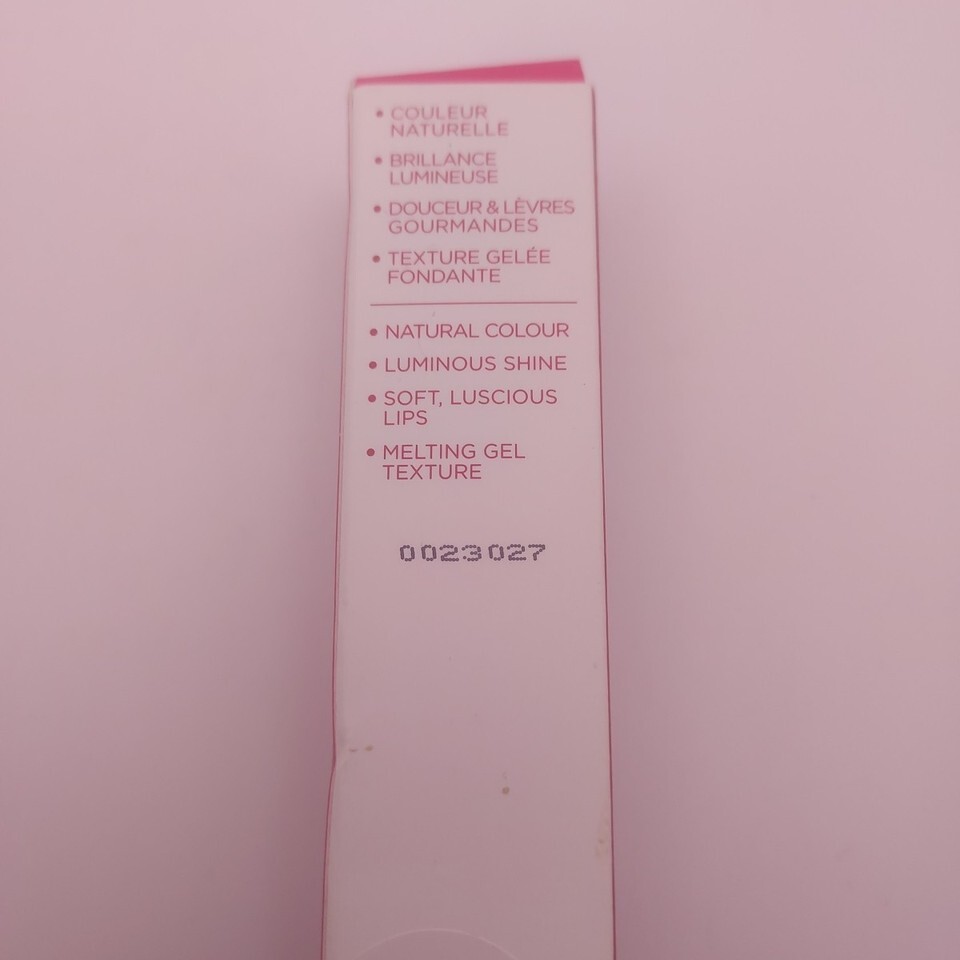 • COULEUR
NATURELLE
• BRILLANCE
LUMINEUSE
• DOUCEUR & LÈVRES
GOURMANDES
• TEXTURE GELÉE
FONDANTE
• NATURAL COLOUR
• LUMINOUS SHINE
• SOFT, LUSCIOUS
LIPS
• MELTING GEL
TEXTURE
0023027